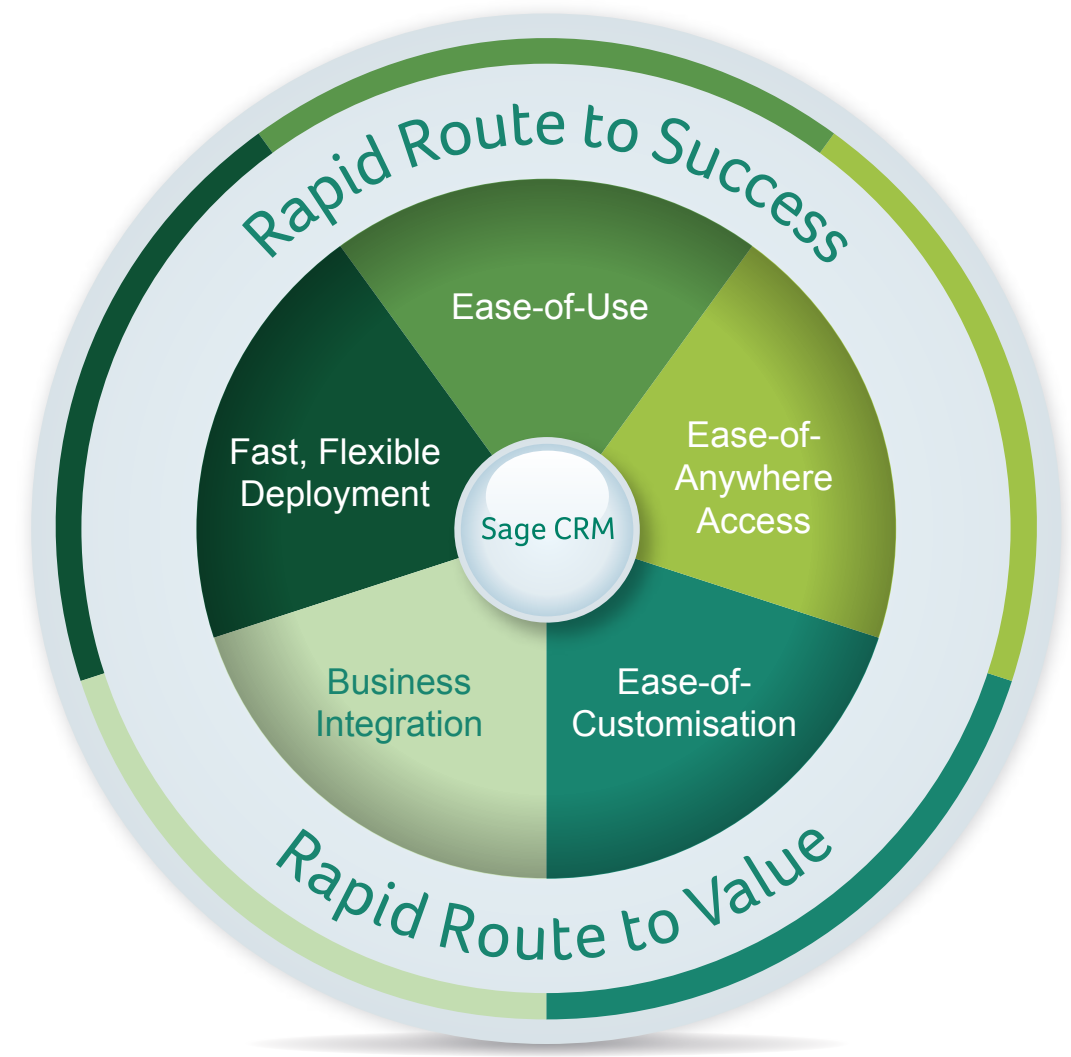 Rapid Route to Success
Ease-of-Use
Ease-of-
Anywhere
Access
Fast, Flexible
Deployment
Sage CRM
Business
Integration
Ease-of-
Customisation
Rapid Route to Value